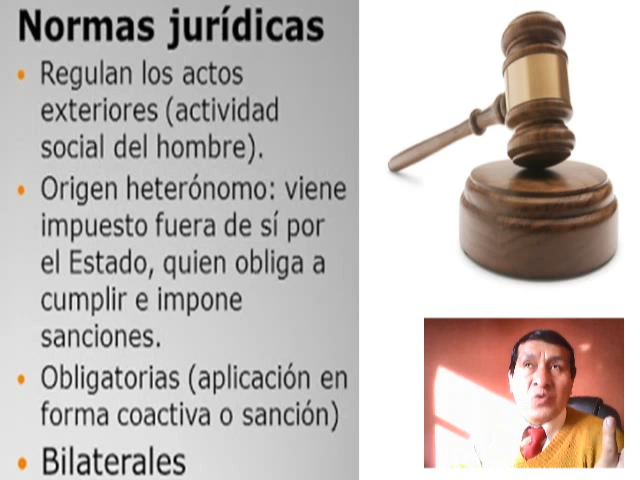 Normas jurídicas
• Regulan los actos
exteriores (actividad
social del hombre).
• Origen heterónomo: viene
impuesto fuera de sí por
el Estado, quien obliga a
cumplir e impone
sanciones.
• Obligatorias (aplicación en
forma coactiva o sanción)
• Bilaterales